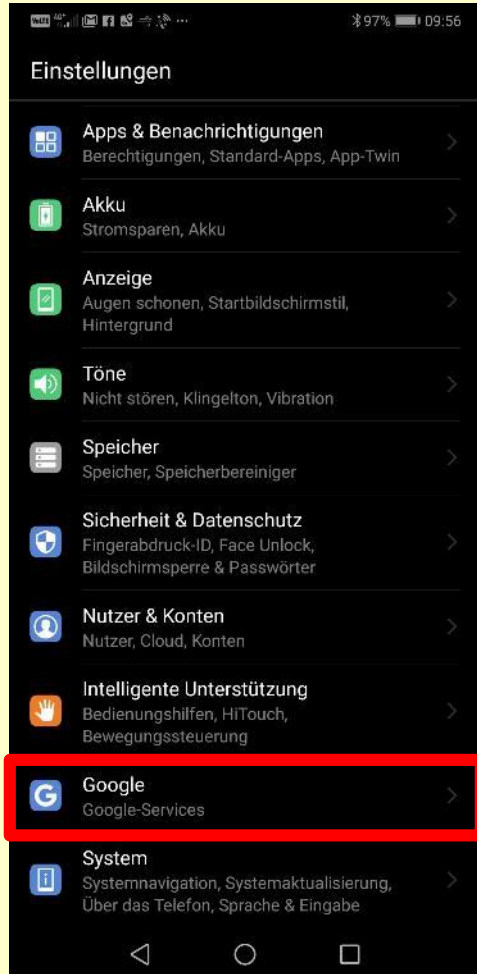 97% 09:56
Einstellungen
Apps & Benachrichtigungen
Berechtigungen, Standard-Apps, App-Twin
Akku
Stromsparen, Akku
Anzeige
Augen schonen, Startbildschirmstil,
Hintergrund
Töne
Nicht stören, Klingelton, Vibration
Speicher
Speicher, Speicherbereiniger
Sicherheit & Datenschutz
Fingerabdruck-ID, Face Unlock,
Bildschirmsperre & Passwörter
Nutzer & Konten
Nutzer, Cloud, Konten
Intelligente Unterstützung
Bedienungshilfen, HiTouch,
Bewegungssteuerung
Google
Google-Services
System
Systemnavigation, Systemaktualisierung,
Über das Telefon, Sprache & Eingabe